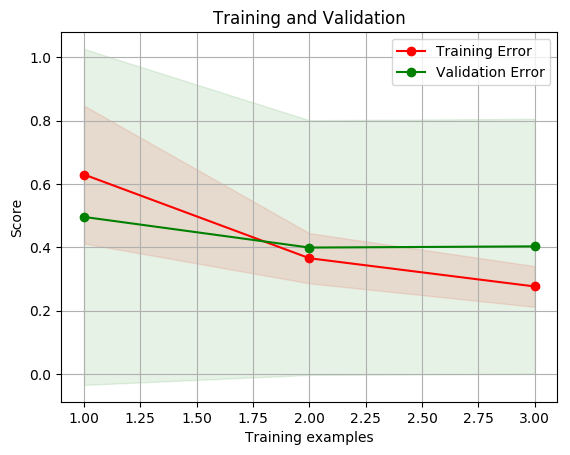 Training and Validation
Training Error
Validation Error
1.0
0.8
0.6
0.4
0.2
0.0
Score
1.00 1.25 1.50 1.75 2.00 2.25 2.50 2.75 3.00
Training examples